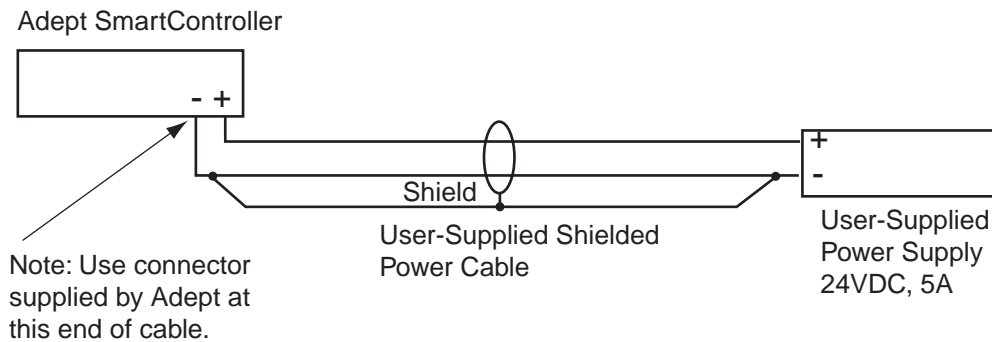 Adept SmartController
- +
+
-
Shield
User-Supplied Shielded
Power Cable
User-Supplied
Power Supply
24VDC, 5A
Note: Use connector
supplied by Adept at
this end of cable.